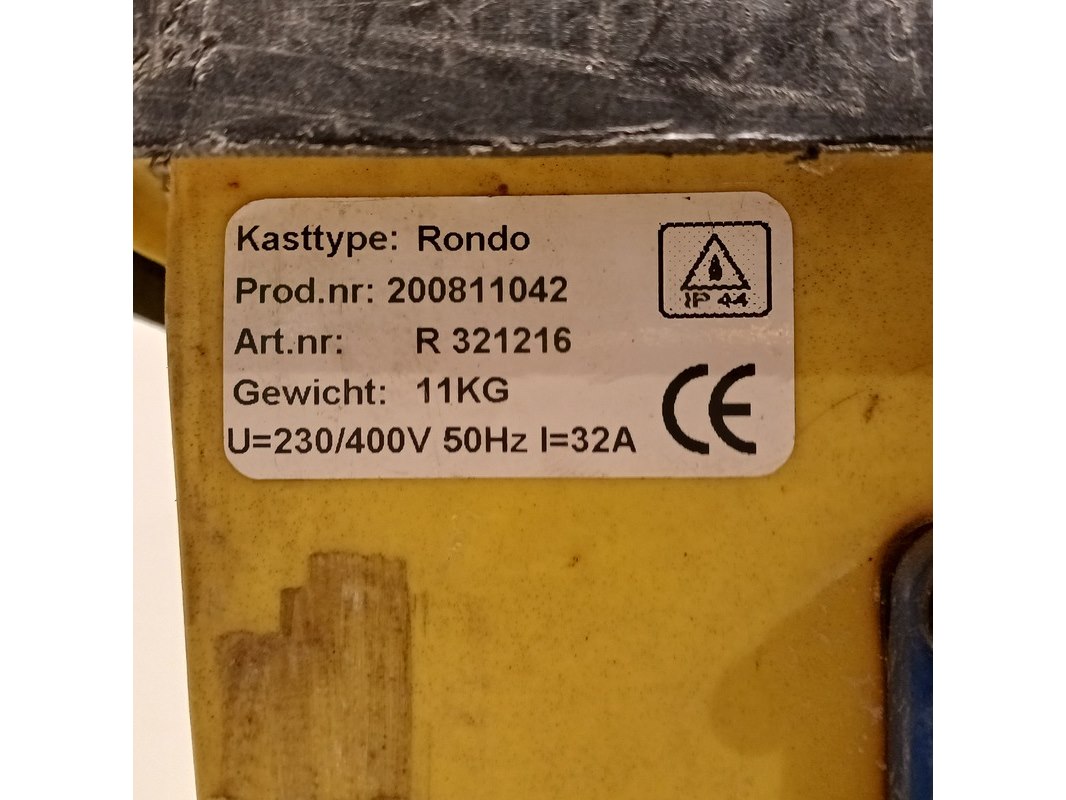 Kasttype: Rondo
Prod.nr: 200811042
Art.nr: R 321216
Gewicht: 11KG
U=230/400V 50Hz I=32A
IP 44
CE